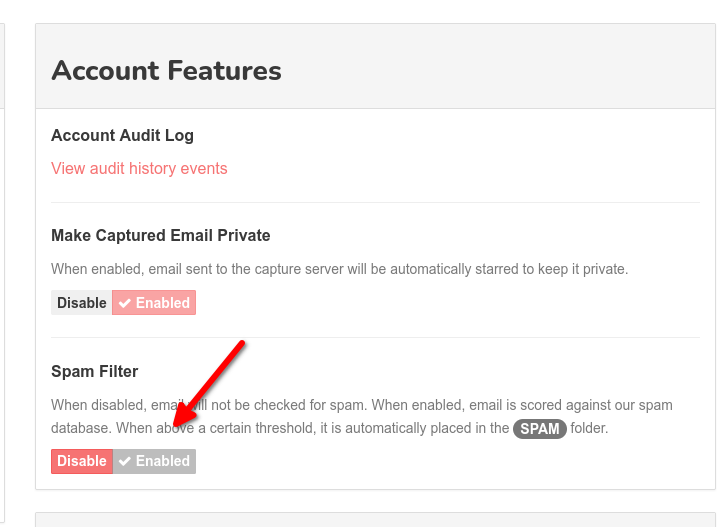 Account Features
Account Audit Log
View audit history events
Make Captured Email Private
When enabled, email sent to the capture server will be automatically starred to keep it private.
Disable ✔ Enabled
Spam Filter
When disabled, email will not be checked for spam. When enabled, email is scored against our spam
database. When above a certain threshold, it is automatically placed in the SPAM folder.
Disable ✔ Enabled